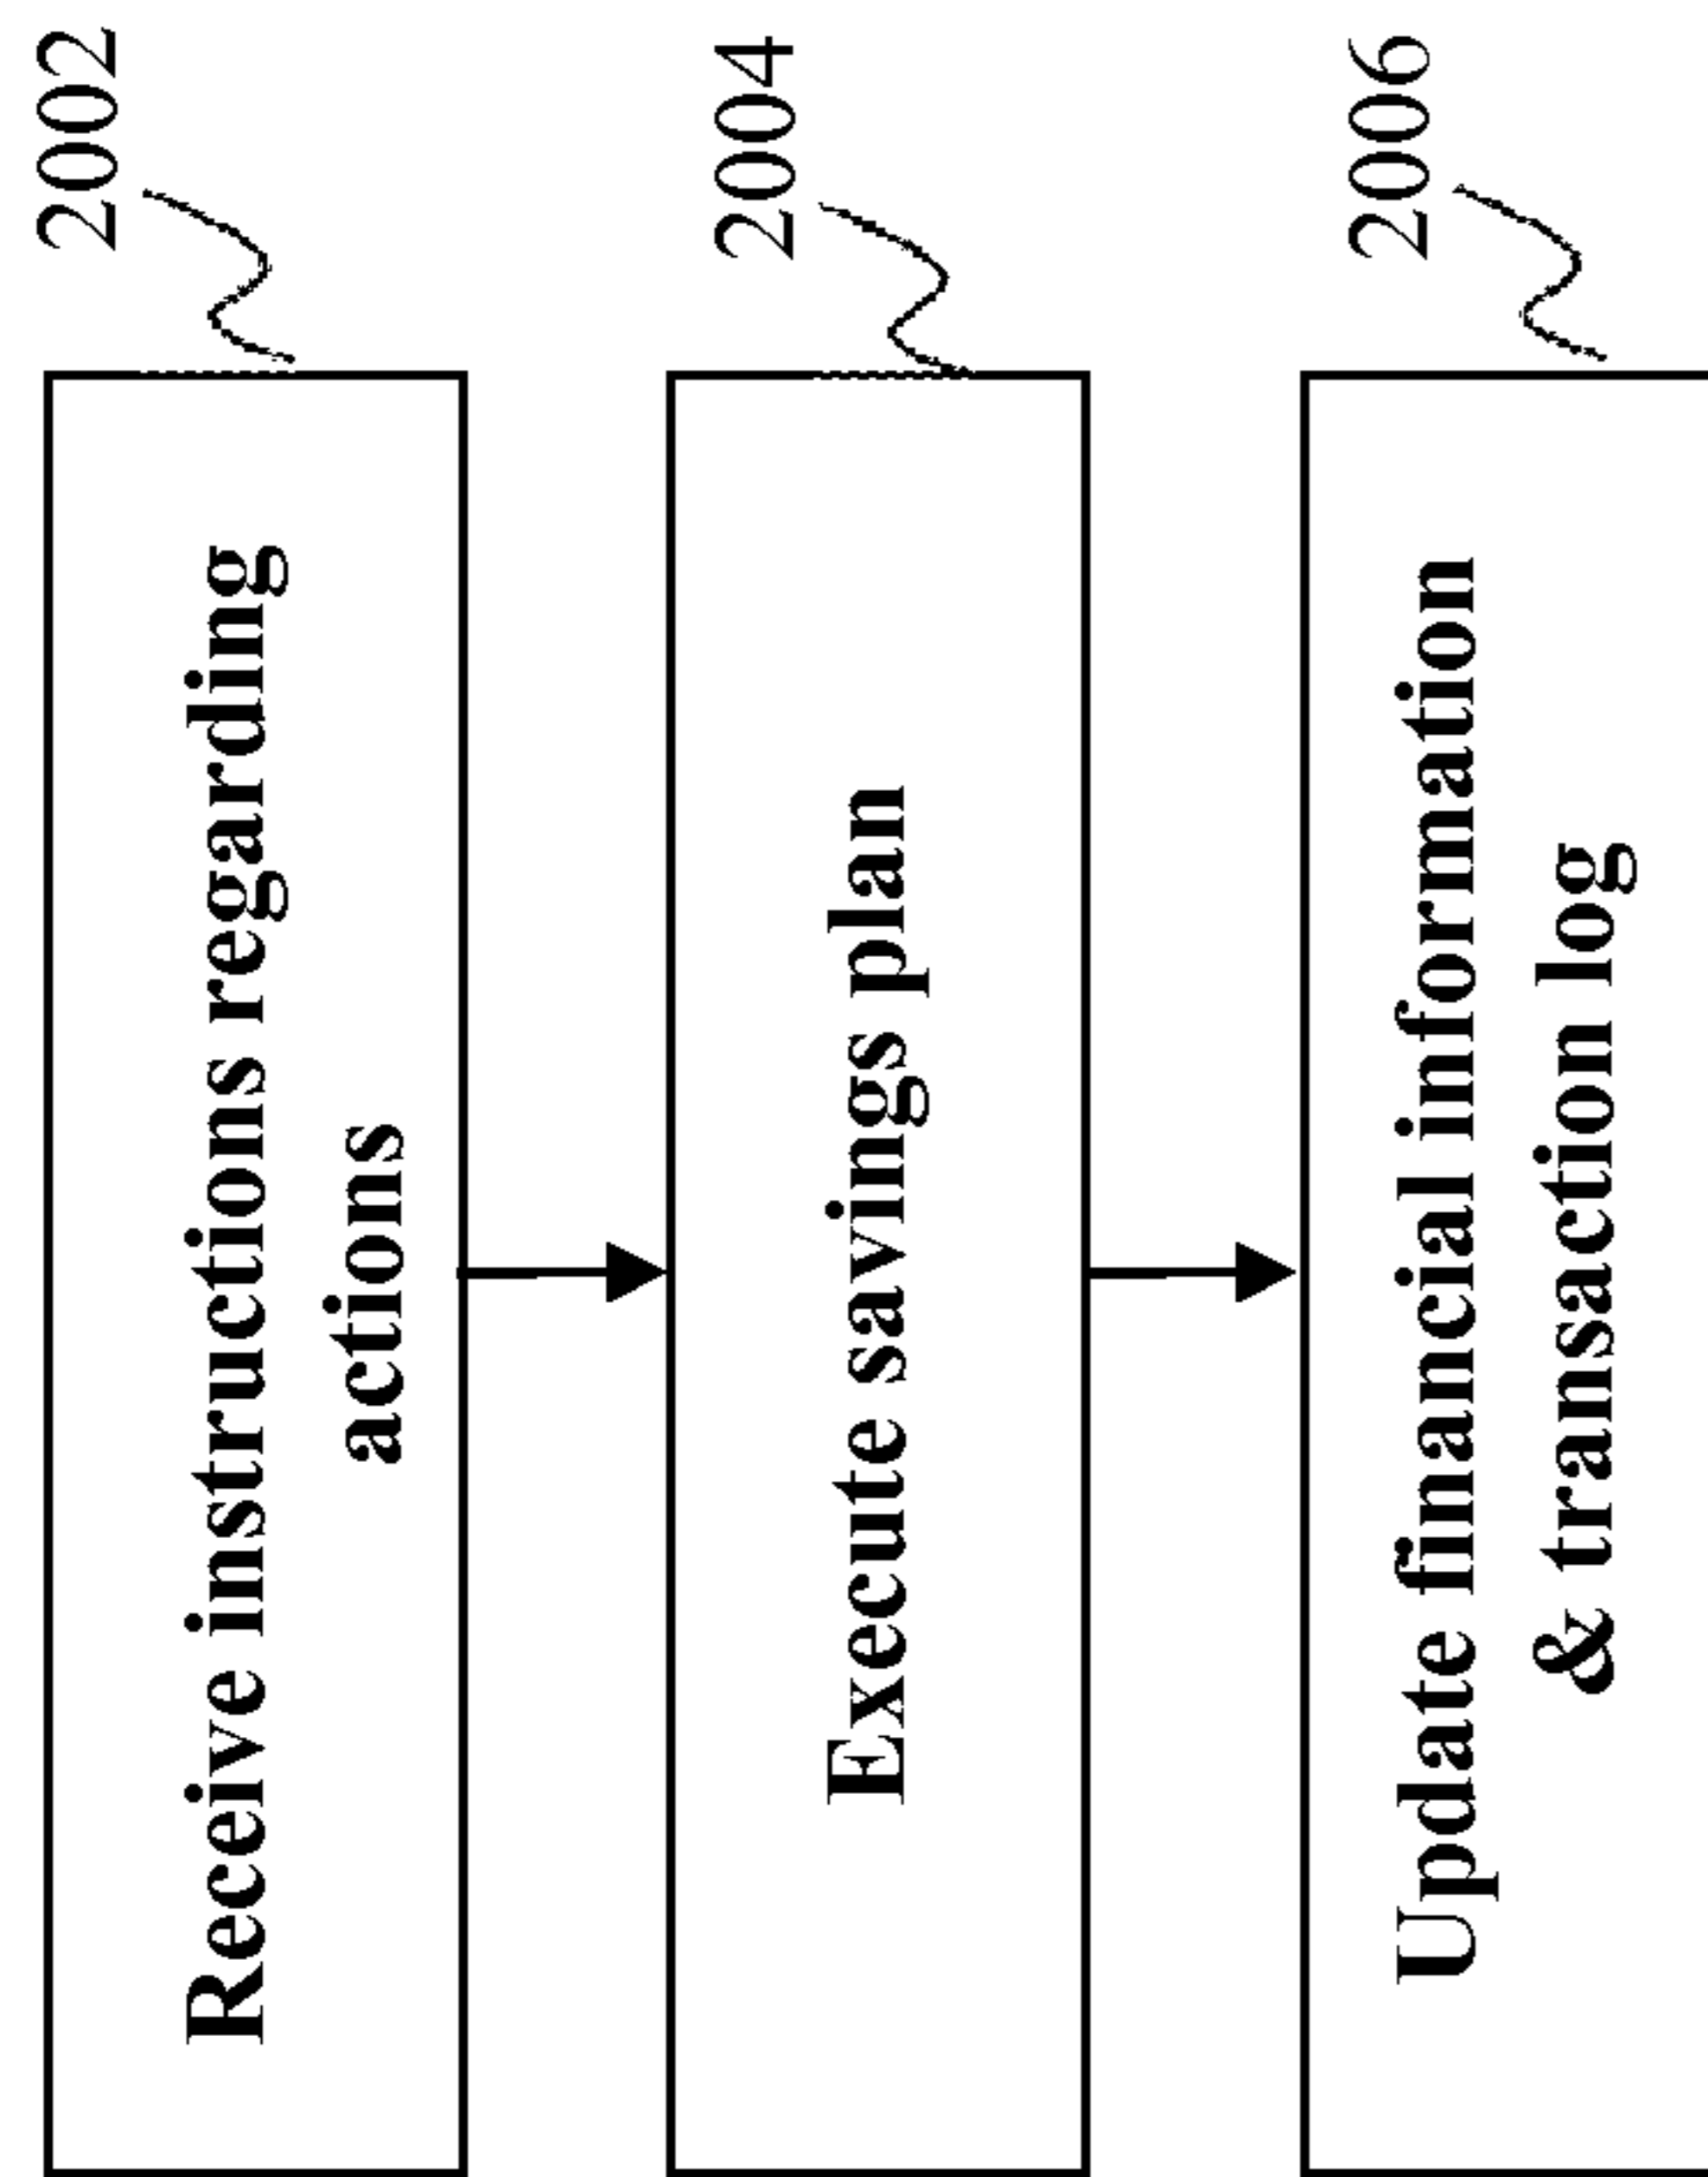 2002
Receive instructions regarding
actions
2004
Execute savings plan
2006
Update financial information
& transaction log